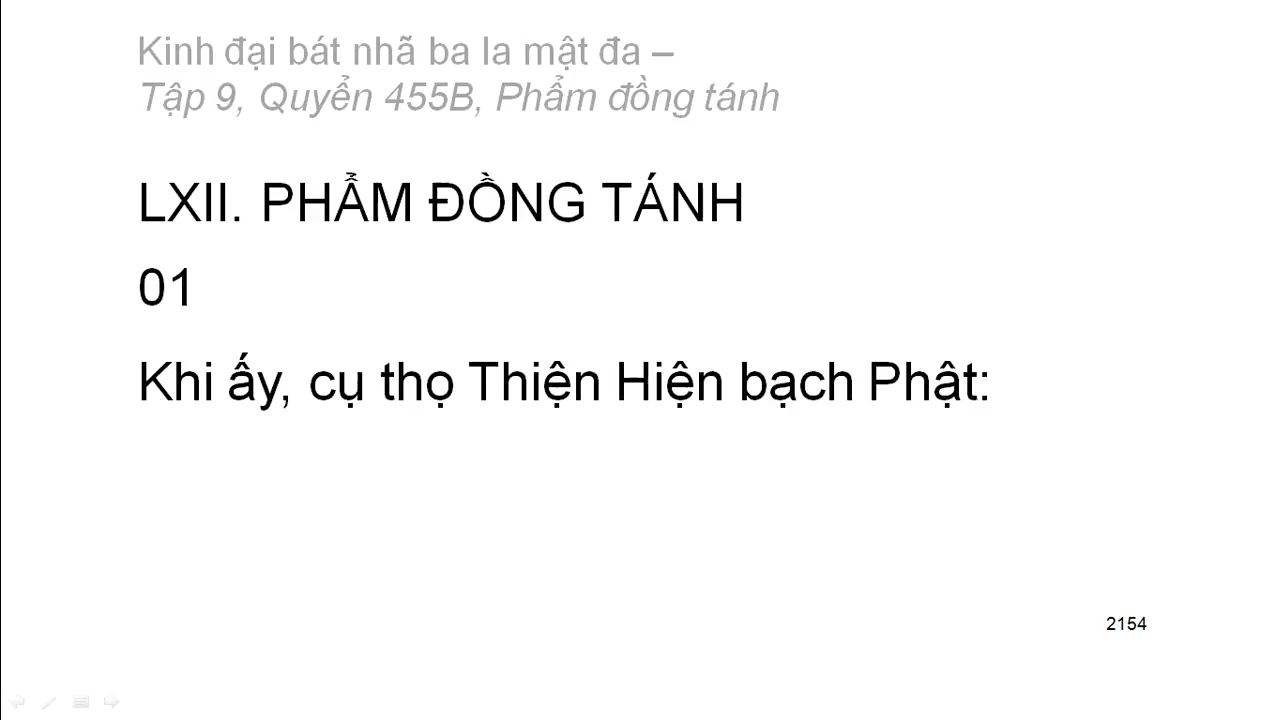 Kinh đại bát nhã ba la mật đa –
Tập 9, Quyển 455B, Phẩm đồng tánh
LXII. PHẨM ĐỒNG TÁNH
01
Khi ấy, cụ thọ Thiện Hiện bạch Phật:
2154